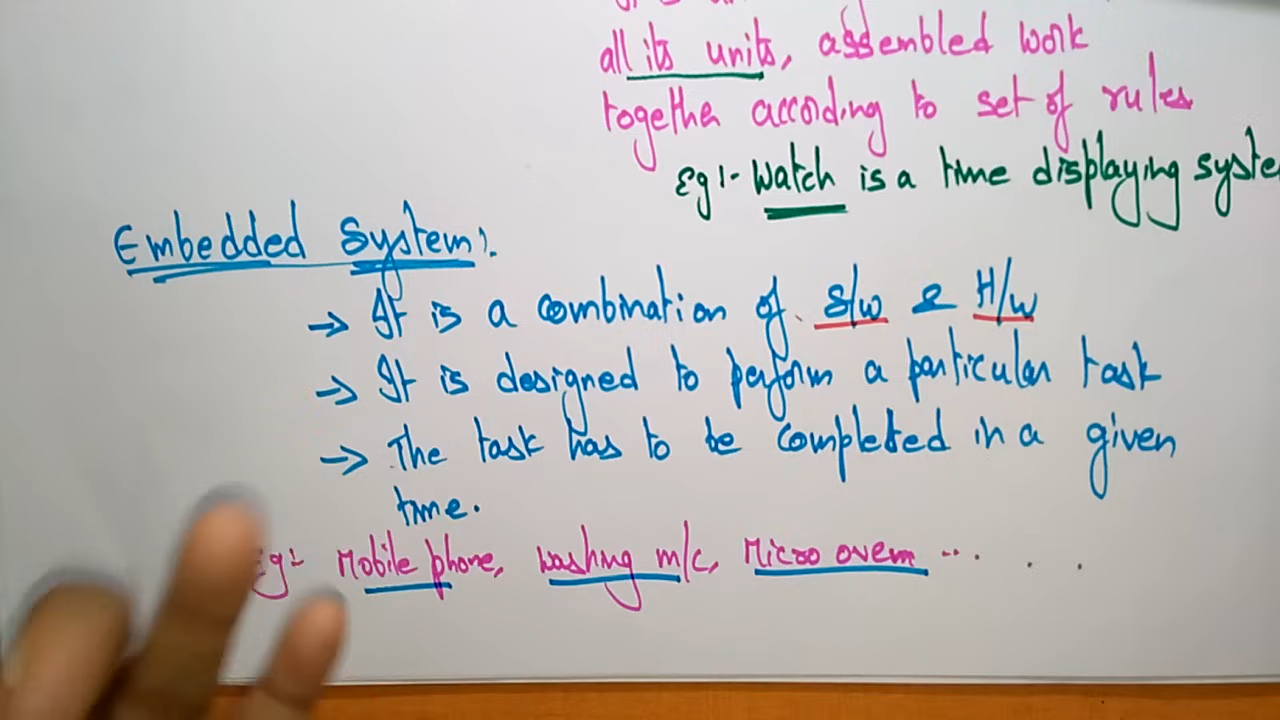 all its units, assembled work
together according to set of rules
Eg:- Watch is a time displaying
Embedded System:
→ It is a combination of S/W & H/W
→ It is designed to perform a particular task
→ The task has to be completed in a given
time.
Eg:- Mobile phone, washing m/c, Micro oven ... . .